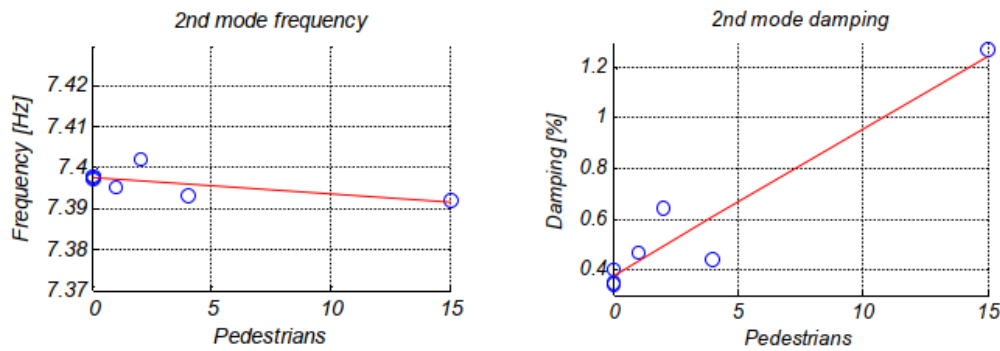 2nd mode frequency
Frequency [Hz]
7.42
7.41
7.4
7.39
7.38
7.37
0 5 10 15
Pedestrians
2nd mode damping
Damping [%]
1.2
1
0.8
0.6
0.4
0 5 10 15
Pedestrians